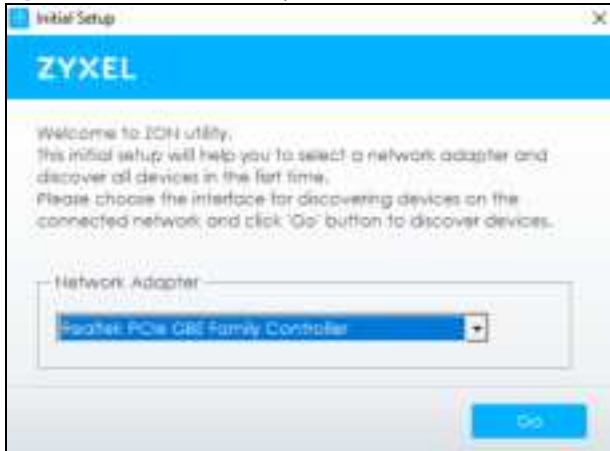 Initial Setup
ZYXEL
Welcome to ZON utility.
This initial setup will help you to select a network adapter and
discover all devices in the fisrt time.
Please choose the interface for discovering devices on the
connected network and click 'Go' button to discover devices.
Network Adapter
Realtek PCIe GBE Family Controller
Go